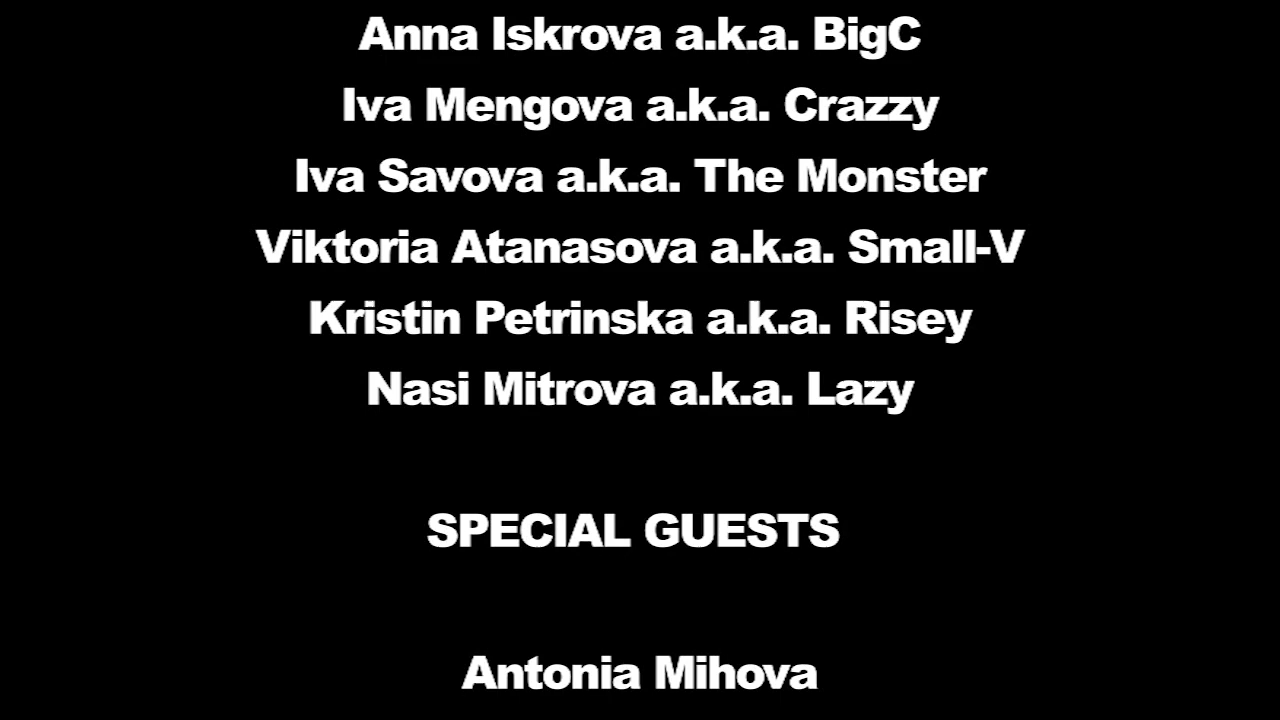 Anna Iskrova a.k.a. BigC
Iva Mengova a.k.a. Crazzy
Iva Savova a.k.a. The Monster
Viktoria Atanasova a.k.a. Small-V
Kristin Petrinska a.k.a. Risey
Nasi Mitrova a.k.a. Lazy
SPECIAL GUESTS
Antonia Mihova